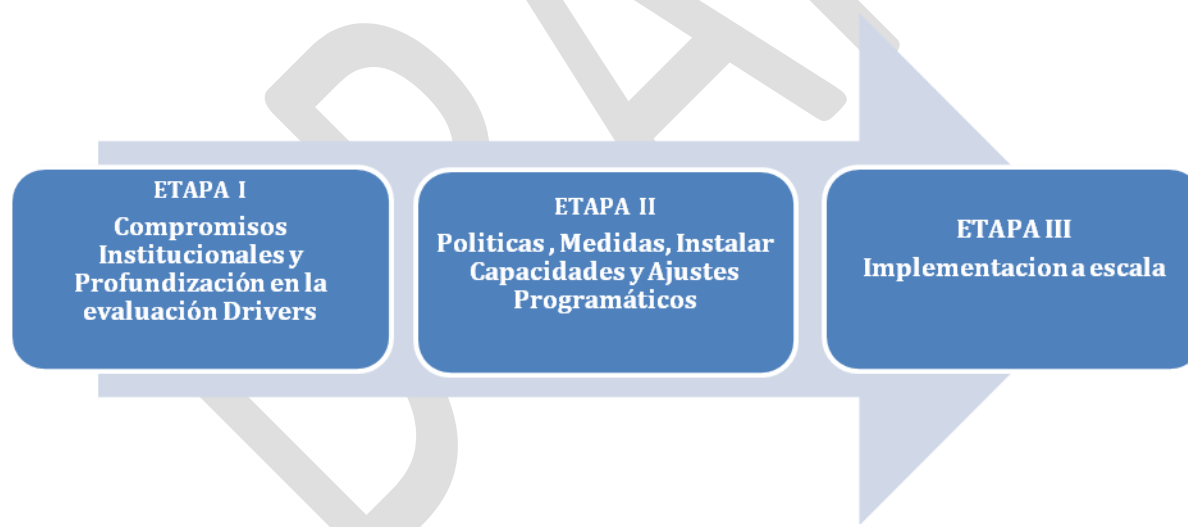 ETAPA I
Compromisos
Institucionales y
Profundización en la
evaluación Drivers
ETAPA II
Politicas , Medidas, Instalar
Capacidades y Ajustes
Programáticos
ETAPA III
Implementacion a escala